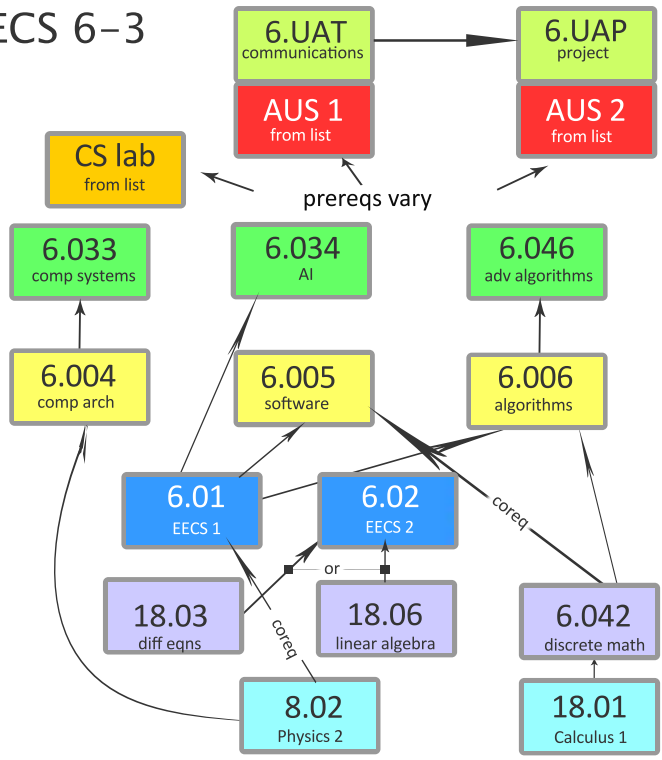 ECS 6-3
6.UAT
communications
6.UAP
project
AUS 1
from list
AUS 2
from list
CS lab
from list
prereqs vary
6.033
comp systems
6.034
AI
6.046
adv algorithms
6.004
comp arch
6.005
software
6.006
algorithms
6.01
EECS 1
6.02
EECS 2
coreq
or
18.03
diff eqns
18.06
linear algebra
6.042
discrete math
coreq
8.02
Physics 2
18.01
Calculus 1